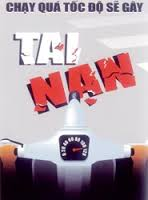 CHẠY QUÁ TỐC ĐỘ SẼ GÂY
TAI
NẠN